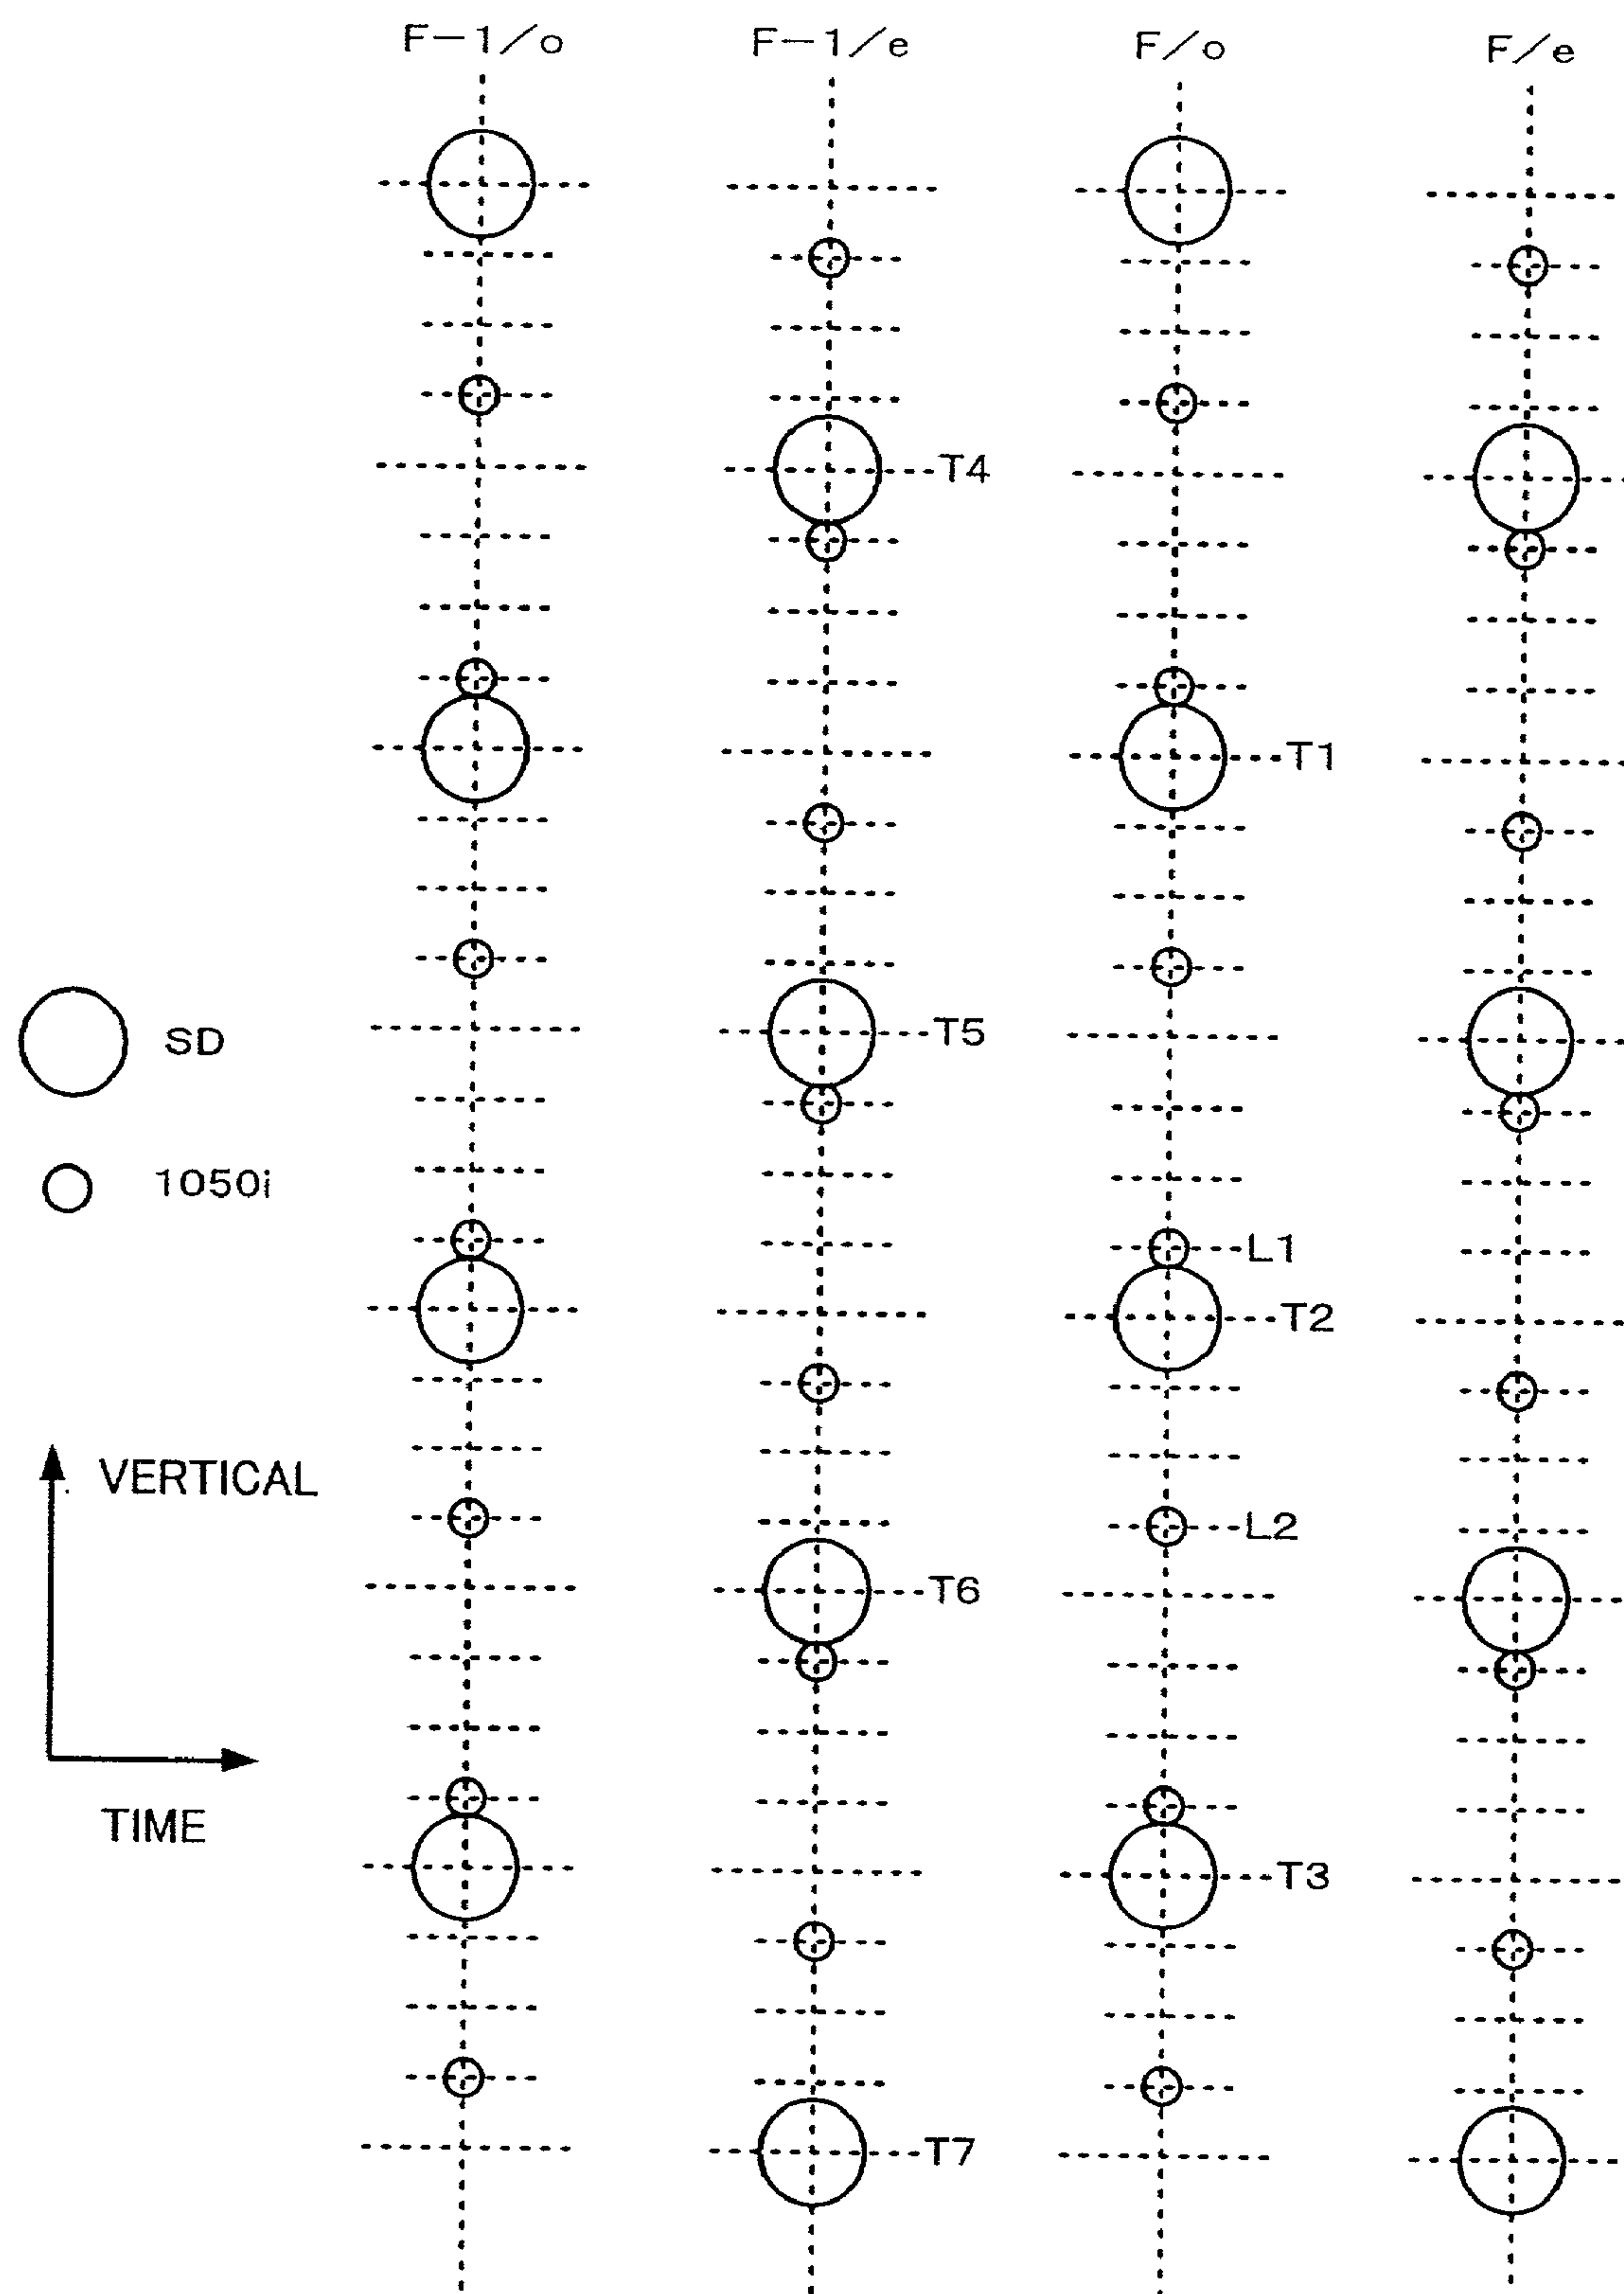 F-1/o F-1/e F/o F/e
T4
T1
T5
SD
1050i
L1
T2
VERTICAL
L2
T6
TIME
T3
T7